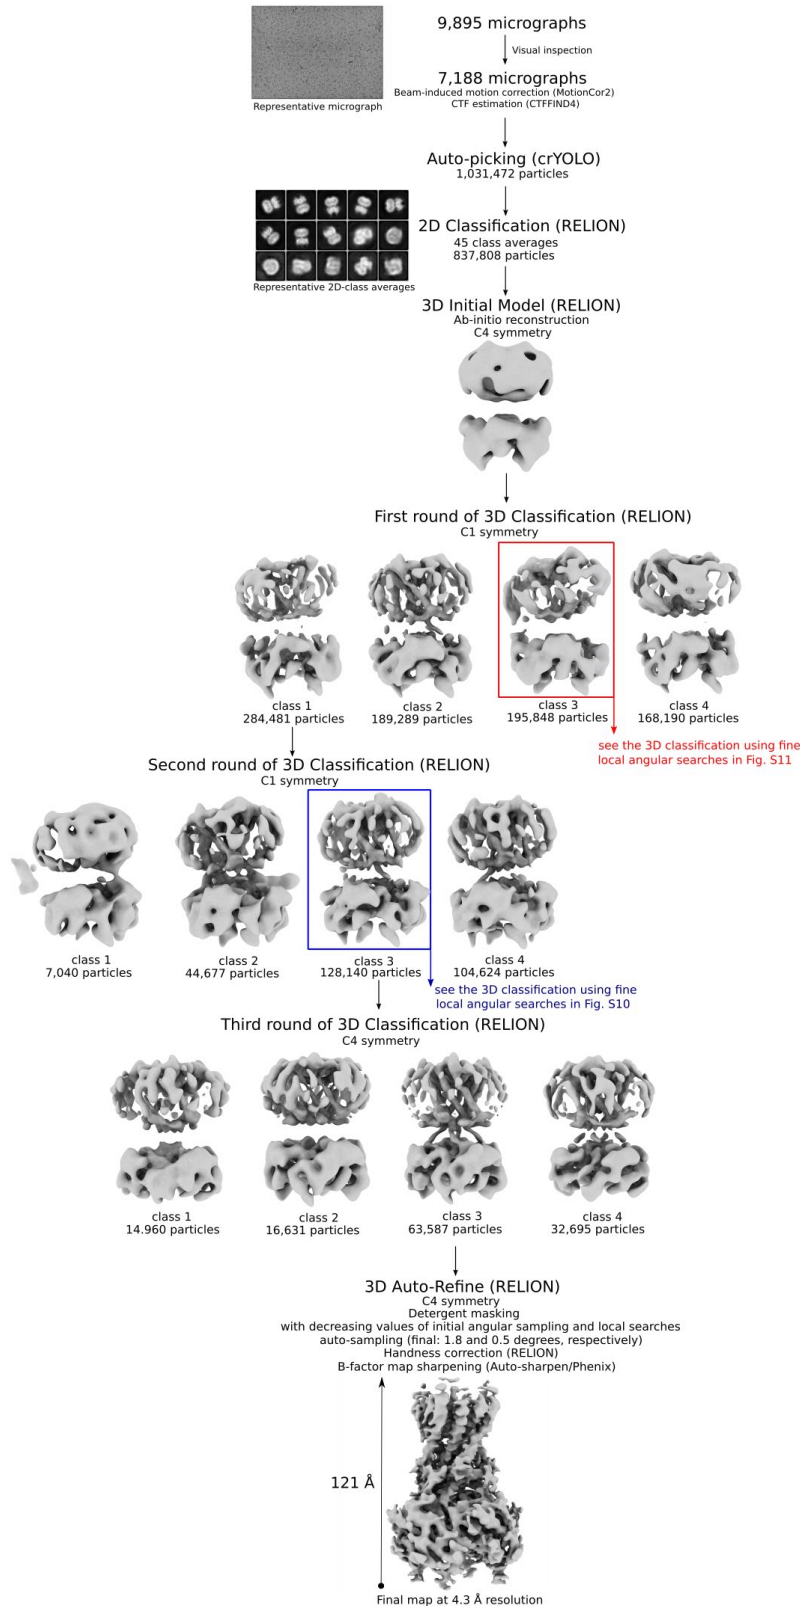 9,895 micrographs
Visual inspection
7,188 micrographs
Beam-induced motion correction (MotionCor2)
CTF estimation (CTFFIND4)
Representative micrograph
Auto-picking (crYOLO)
1,031,472 particles
2D Classification (RELION)
45 class averages
837,808 particles
Representative 2D-class averages
3D Initial Model (RELION)
Ab-initio reconstruction
C4 symmetry
First round of 3D Classification (RELION)
C1 symmetry
class 1
284,481 particles
class 2
189,289 particles
class 3
195,848 particles
class 4
168,190 particles
see the 3D classification using fine
local angular searches in Fig. S11
Second round of 3D Classification (RELION)
C1 symmetry
class 1
7,040 particles
class 2
44,677 particles
class 3
128,140 particles
class 4
104,624 particles
see the 3D classification using fine
local angular searches in Fig. S10
Third round of 3D Classification (RELION)
C4 symmetry
class 1
14.960 particles
class 2
16,631 particles
class 3
63,587 particles
class 4
32,695 particles
3D Auto-Refine (RELION)
C4 symmetry
Detergent masking
with decreasing values of initial angular sampling and local searches
auto-sampling (final: 1.8 and 0.5 degrees, respectively)
Handness correction (RELION)
B-factor map sharpening (Auto-sharpen/Phenix)
121 Å
Final map at 4.3 Å resolution